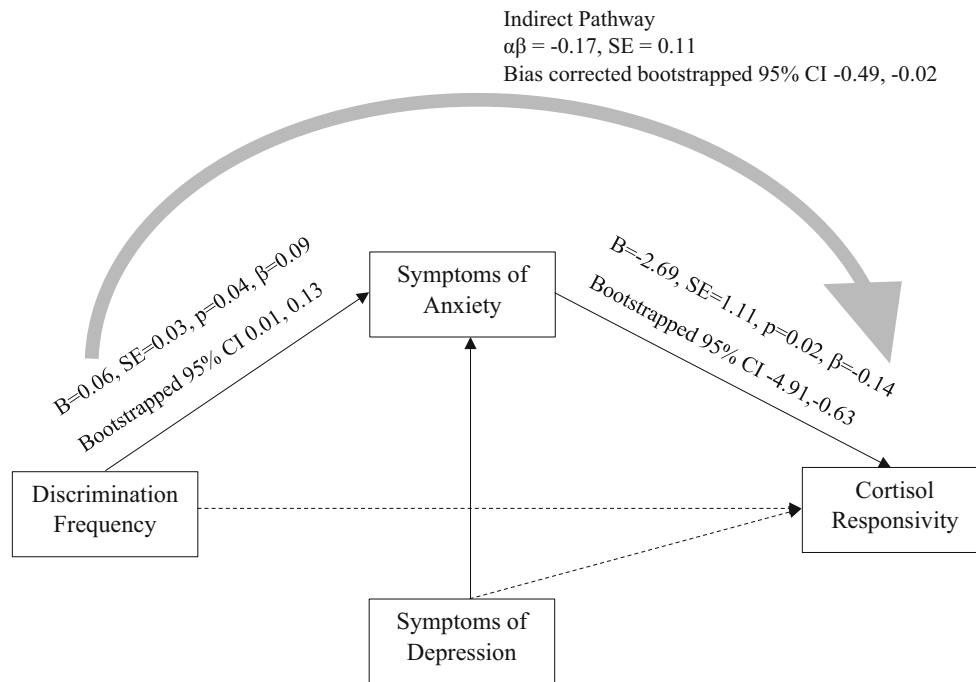 Indirect Pathway
αβ = -0.17, SE = 0.11
Bias corrected bootstrapped 95% CI -0.49, -0.02
B=0.06, SE=0.03, p=0.04, β=0.09
Bootstrapped 95% CI 0.01, 0.13
Symptoms of
Anxiety
B=-2.69, SE=1.11, p=0.02, β=-0.14
Bootstrapped 95% CI -4.91,-0.63
Discrimination
Frequency
Cortisol
Responsivity
Symptoms of
Depression